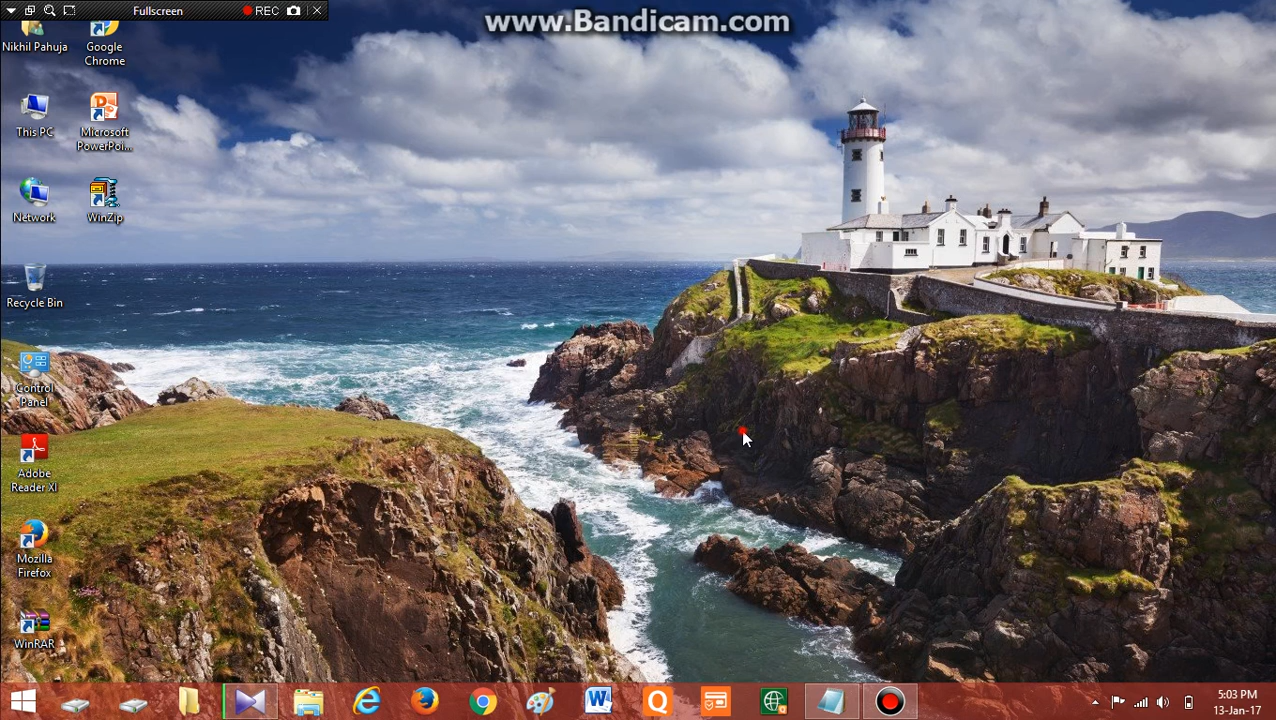 Fullscreen
REC
www.Bandicam.com
Nikhil Pahuja
Google
Chrome
This PC
Microsoft
PowerPoi...
Network
WinZip
Recycle Bin
Control
Panel
Adobe
Reader XI
Mozilla
Firefox
WinRAR
5:03 PM
13-Jan-17